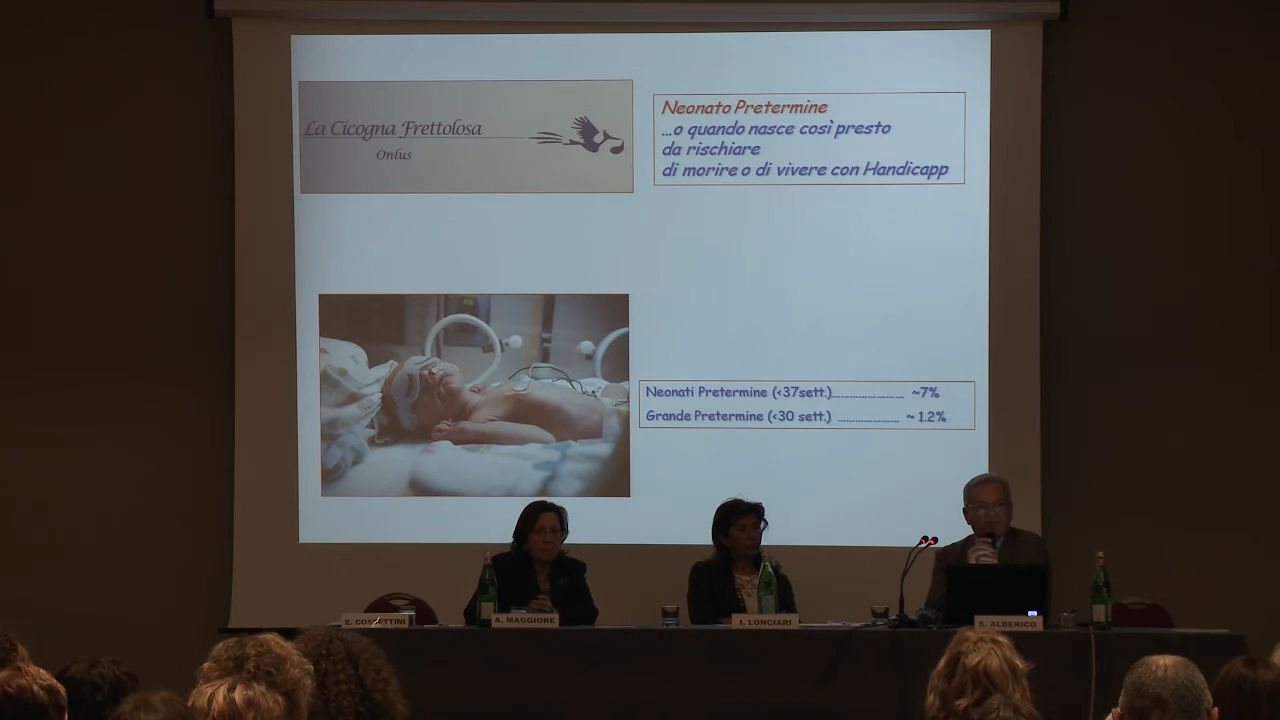 La Cicogna Frettolosa
Onlus
Neonato Pretermine
...o quando nasce così presto
da rischiare
di morire o di vivere con Handicapp
Neonati Pretermine (<37sett.)..................... ~7%
Grande Pretermine (<30 sett.) .................. ~ 1.2%
E. COSSETTINI
A. MAGGIORE
I. LONCIARI
S. ALBERICO